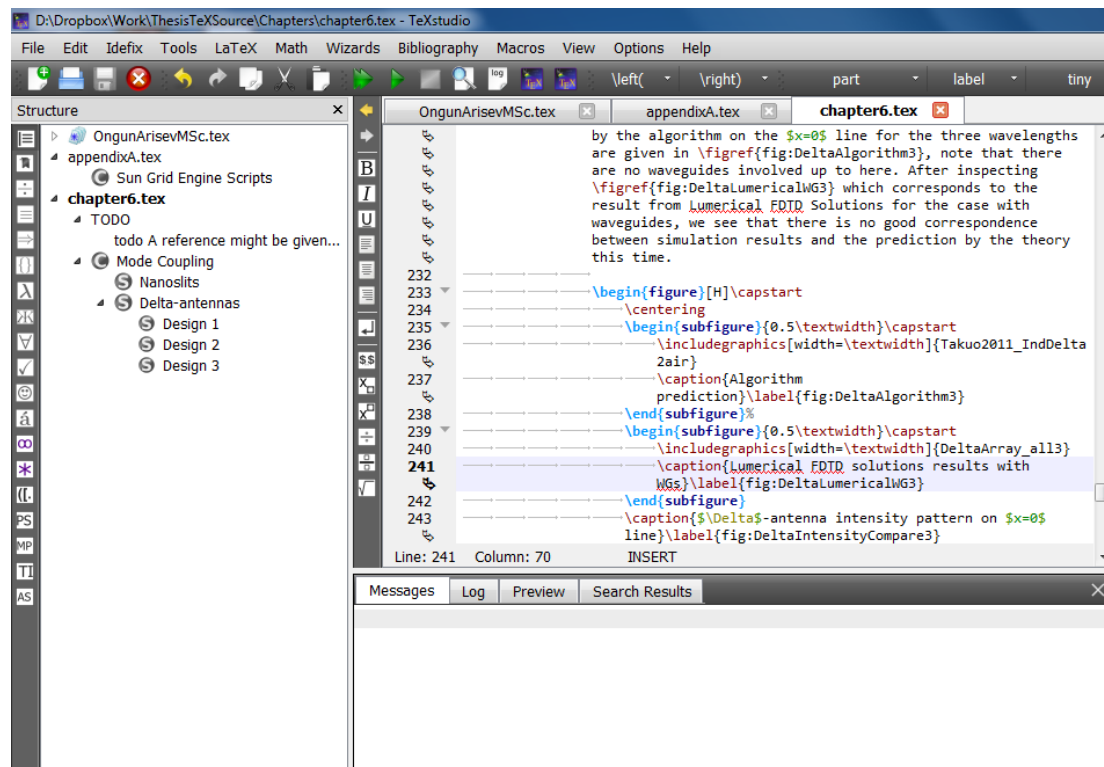 D:\Dropbox\Work\ThesisTeXSource\Chapters\chapter6.tex - TeXstudio
File Edit Idefix Tools LaTeX Math Wizards Bibliography Macros View Options Help
log TEX TEX \left( \right) part label tiny
Structure
OngunArisevMSc.tex
appendixA.tex
Sun Grid Engine Scripts
chapter6.tex
TODO
todo A reference might be given...
Mode Coupling
Nanoslits
Delta-antennas
Design 1
Design 2
Design 3
PS
MP
TI
AS
B
I
U
$$
OngunArisevMSc.tex appendixA.tex chapter6.tex
by the algorithm on the $x=0$ line for the three wavelengths
are given in \figref{fig:DeltaAlgorithm3}, note that there
are no waveguides involved up to here. After inspecting
\figref{fig:DeltaLumericalWG3} which corresponds to the
result from Lumerical FDTD Solutions for the case with
waveguides, we see that there is no good correspondence
between simulation results and the prediction by the theory
this time.
232
233 \begin{figure}[H]\capstart
234 \centering
235 \begin{subfigure}{0.5\textwidth}\capstart
236 \includegraphics[width=\textwidth]{Takuo2011_IndDelta
2air}
237 \caption{Algorithm
prediction}\label{fig:DeltaAlgorithm3}
238 \end{subfigure}%
239 \begin{subfigure}{0.5\textwidth}\capstart
240 \includegraphics[width=\textwidth]{DeltaArray_all3}
241 \caption{Lumerical FDTD solutions results with
WGs}\label{fig:DeltaLumericalWG3}
242 \end{subfigure}
243 \caption{$\Delta$-antenna intensity pattern on $x=0$
line}\label{fig:DeltaIntensityCompare3}
Line: 241 Column: 70 INSERT
Messages Log Preview Search Results